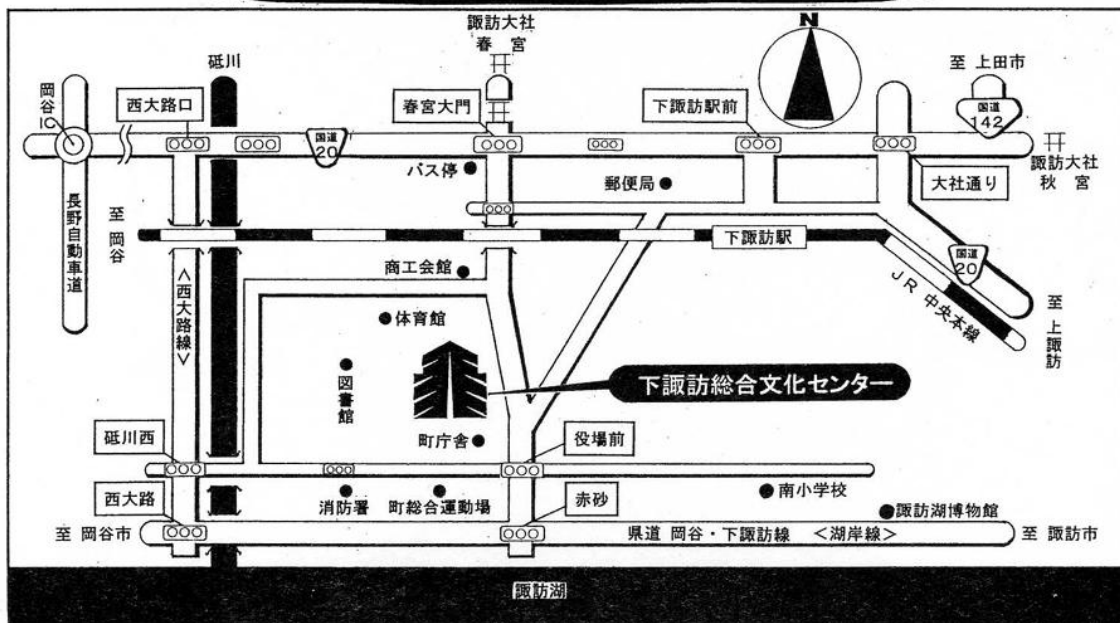 N
諏訪大社
春宮
砥川
岡谷IC
西大路口
国道
20
春宮大門
下諏訪駅前
至 上田市
国道
142
諏訪大社
秋宮
大社通り
バス停
郵便局
長野自動車道
至 岡谷
下諏訪駅
国道
20
JR 中央本線
至 上諏訪
商工会館
<西大路線>
体育館
図書館
下諏訪総合文化センター
町庁舎
砥川西
役場前
西大路
消防署
町総合運動場
赤砂
南小学校
諏訪湖博物館
至 岡谷市
県道 岡谷・下諏訪線 <湖岸線>
至 諏訪市
諏訪湖